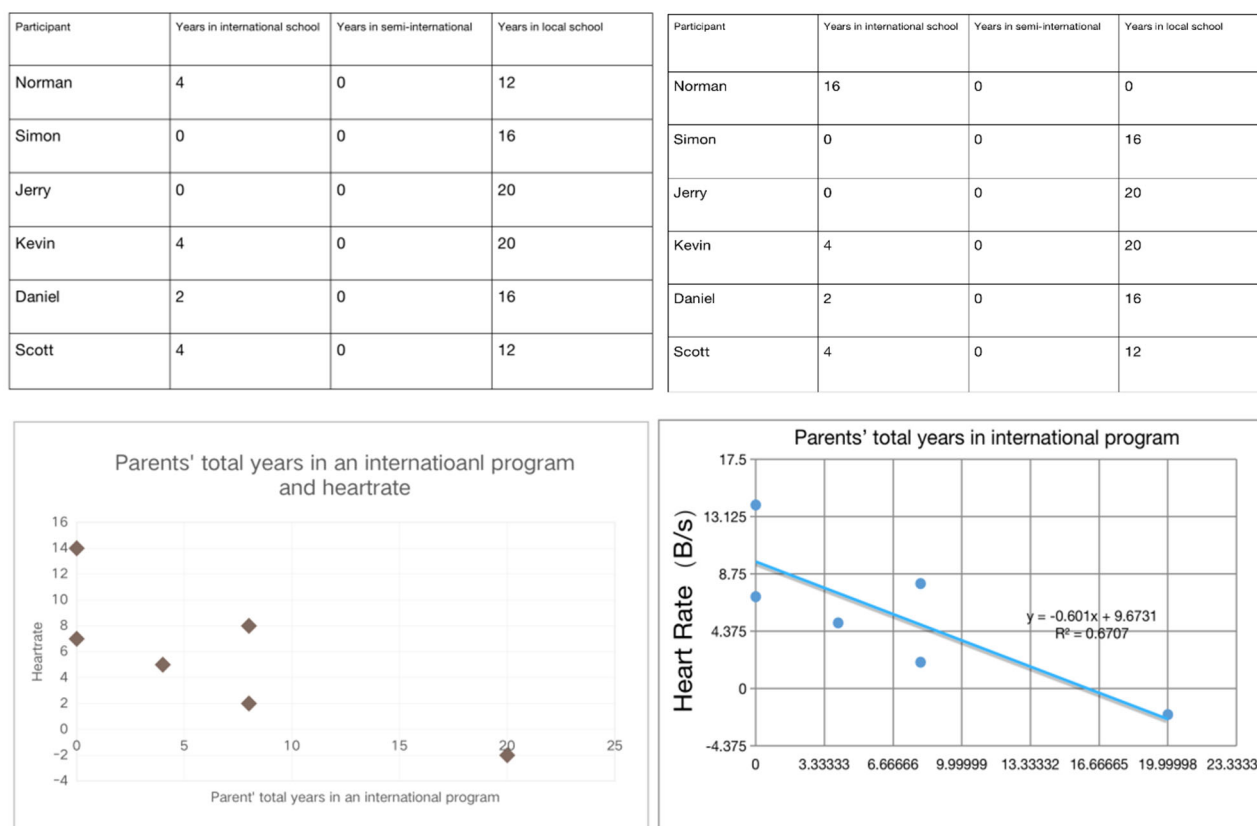 Participant Years in international school Years in semi-international Years in local school
Norman 4 0 12
Simon 0 0 16
Jerry 0 0 20
Kevin 4 0 20
Daniel 2 0 16
Scott 4 0 12
Participant Years in international school Years in semi-international Years in local school
Norman 16 0 0
Simon 0 0 16
Jerry 0 0 20
Kevin 4 0 20
Daniel 2 0 16
Scott 4 0 12
Parents' total years in an internatioanl program
and heartrate
16
14
12
10
8
6
4
2
0
-2
-4
Heartrate
0 5 10 15 20 25
Parent' total years in an international program
Parents' total years in international program
17.5
13.125
8.75
4.375
0
-4.375
Heart Rate (B/s)
y = -0.601x + 9.6731
R² = 0.6707
0 3.33333 6.66666 9.99999 13.33332 16.66665 19.99998 23.3333